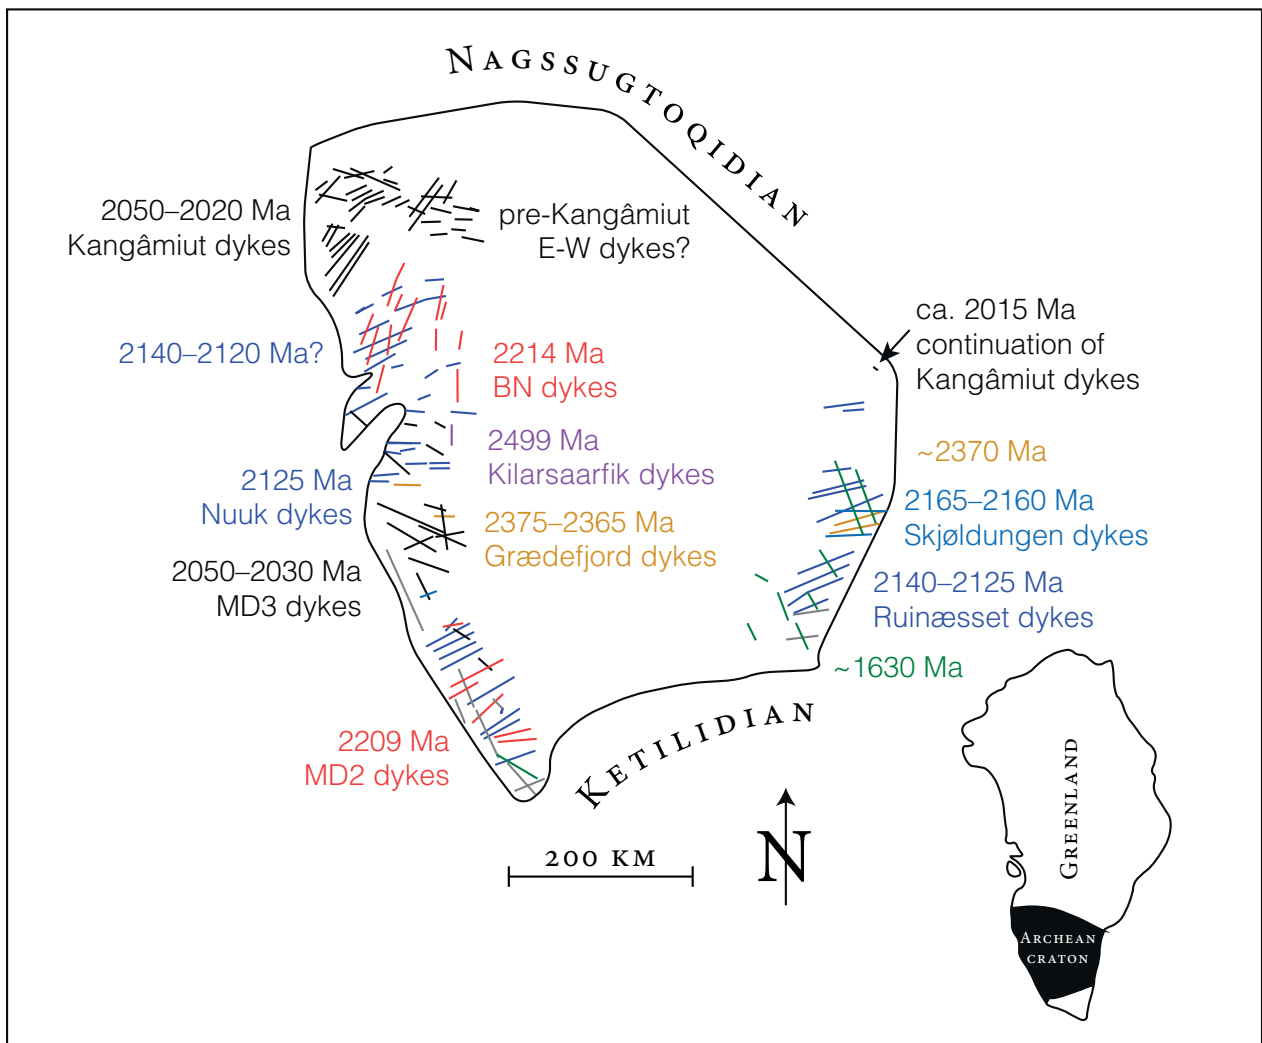 NAGSSUGTOQIDIAN
2050–2020 Ma
Kangâmiut dykes
pre-Kangâmiut
E-W dykes?
ca. 2015 Ma
continuation of
Kangâmiut dykes
2140–2120 Ma?
2214 Ma
BN dykes
2499 Ma
Kilarsaarfik dykes
~2370 Ma
2125 Ma
Nuuk dykes
2375–2365 Ma
Grædefjord dykes
2165–2160 Ma
Skjøldungen dykes
2050–2030 Ma
MD3 dykes
2140–2125 Ma
Ruinæsset dykes
~1630 Ma
2209 Ma
MD2 dykes
KETILIDIAN
200 KM
N
GREENLAND
ARCHEAN
CRATON